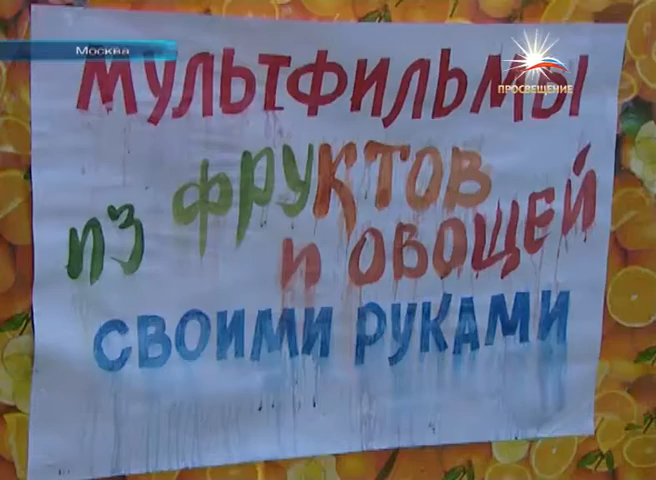 Москва
ПРОСВЕЩЕНИЕ
МУЛЬТФИЛЬМЫ
ИЗ ФРУКТОВ
И ОВОЩЕЙ
СВОИМИ РУКАМИ